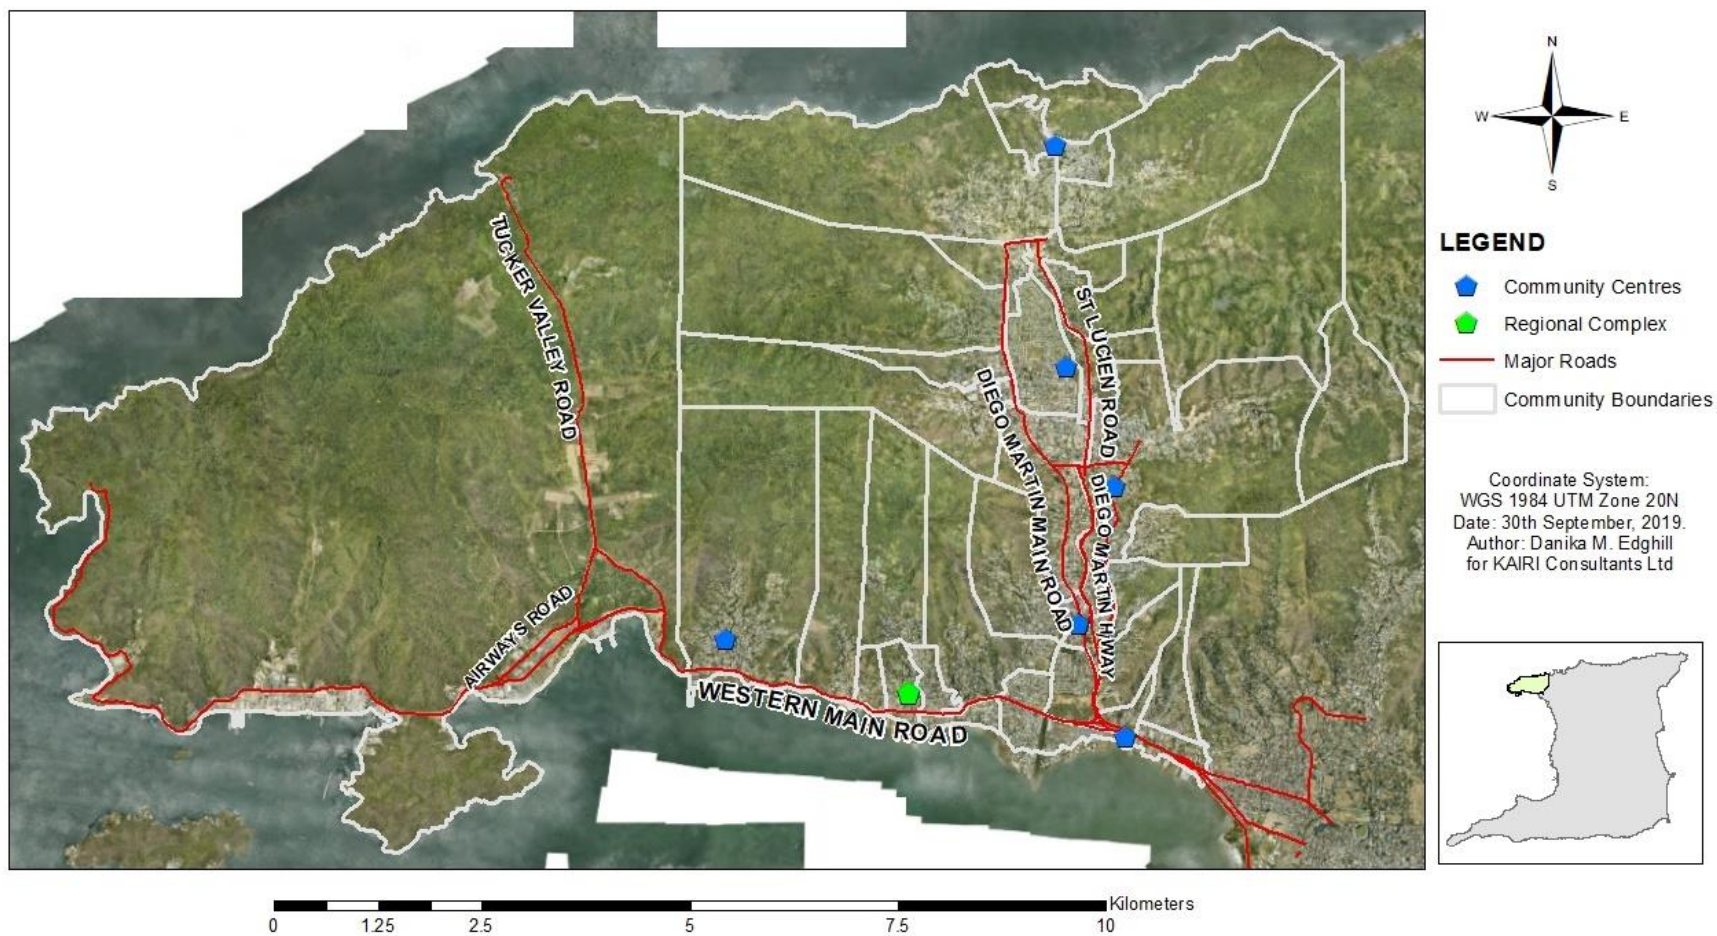 N
W
E
S
LEGEND
Community Centres
Regional Complex
Major Roads
Community Boundaries
Coordinate System:
WGS 1984 UTM Zone 20N
Date: 30th September, 2019.
Author: Danika M. Edghill
for KAIRI Consultants Ltd
TUCKER VALLEY ROAD
AIRWAYS ROAD
WESTERN MAIN ROAD
DIEGO MARTIN MAIN ROAD
ST LUCIEN ROAD
DIEGO MARTIN H/WAY
Kilometers
0 1.25 2.5 5 7.5 10